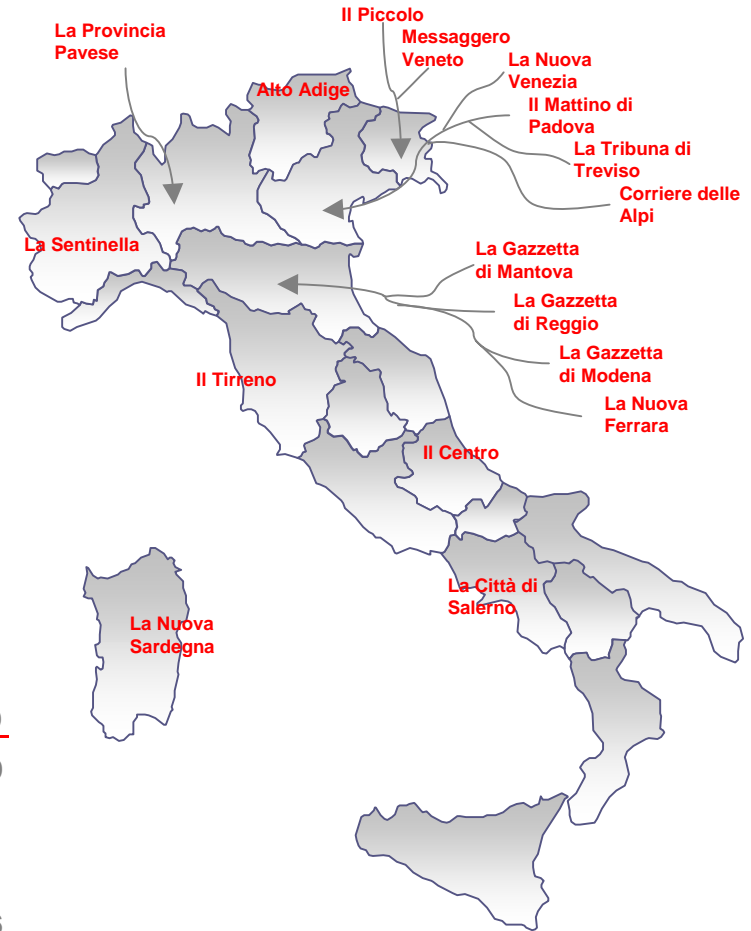 Il Piccolo
La Provincia
Pavese
Messaggero
Veneto
La Nuova
Venezia
Alto Adige
Il Mattino di
Padova
La Tribuna di
Treviso
Corriere delle
Alpi
La Sentinella
La Gazzetta
di Mantova
La Gazzetta
di Reggio
La Gazzetta
di Modena
Il Tirreno
La Nuova
Ferrara
Il Centro
La Città di
Salerno
La Nuova
Sardegna